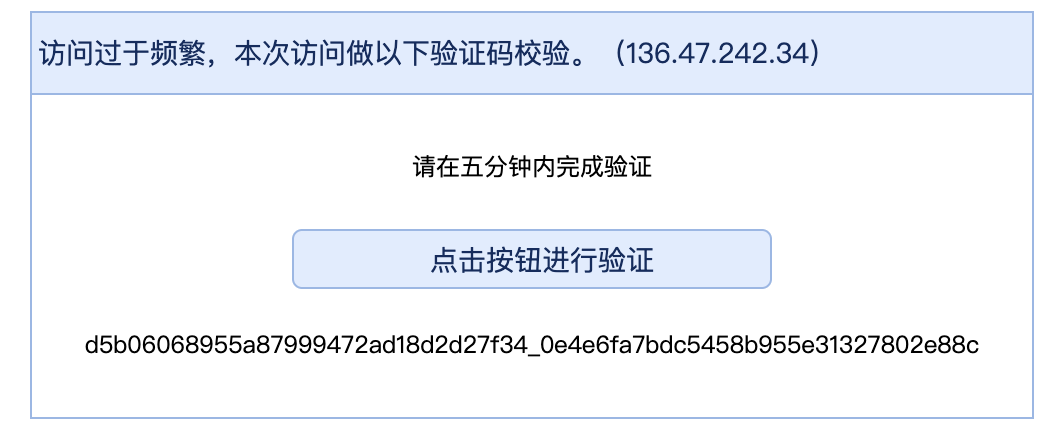 访问过于频繁，本次访问做以下验证码校验。（136.47.242.34）
请在五分钟内完成验证
点击按钮进行验证
d5b06068955a87999472ad18d2d27f34_0e4e6fa7bdc5458b955e31327802e88c